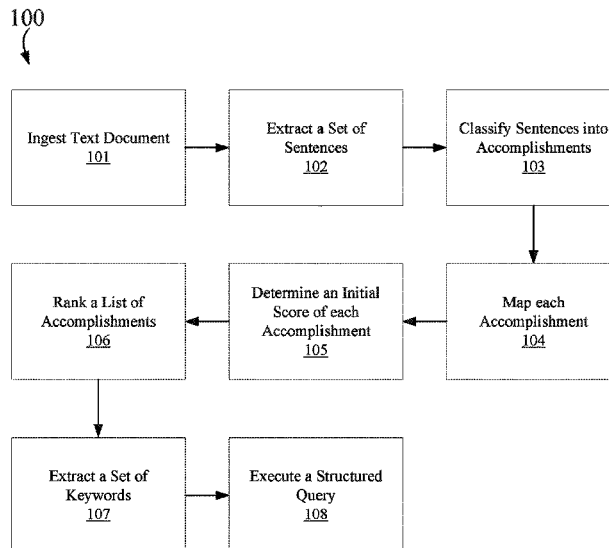 100
Ingest Text Document
101
Extract a Set of
Sentences
102
Classify Sentences into
Accomplishments
103
Rank a List of
Accomplishments
106
Determine an Initial
Score of each
Accomplishment
105
Map each
Accomplishment
104
Extract a Set of
Keywords
107
Execute a Structured
Query
108